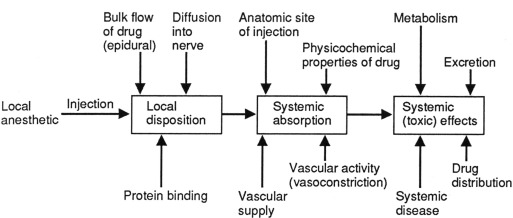 Bulk flow
of drug
(epidural)
Diffusion
into
nerve
Anatomic site
of injection
Physicochemical
properties of drug
Metabolism
Excretion
Local
anesthetic
Injection
Local
disposition
Systemic
absorption
Systemic
(toxic) effects
Protein binding
Vascular
supply
Vascular activity
(vasoconstriction)
Systemic
disease
Drug
distribution